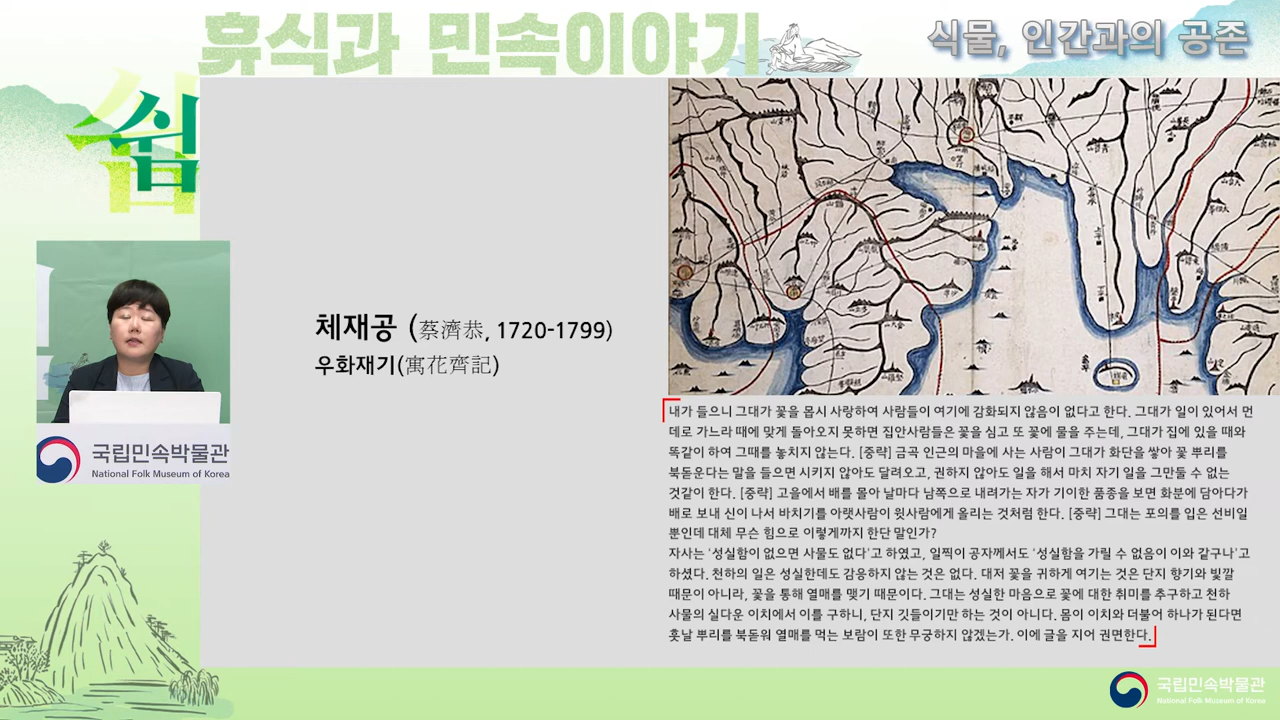 휴식과 민속이야기
식물, 인간과의 공존
쉼
체재공 (蔡濟恭, 1720-1799)
우화재기(寓花齊記)
내가 들으니 그대가 꽃을 몹시 사랑하여 사람들이 여기에 감화되지 않음이 없다고 한다. 그대가 일이 있어서 먼
데로 가느라 때에 맞게 돌아오지 못하면 집안사람들은 꽃을 심고 또 꽃에 물을 주는데, 그대가 집에 있을 때와
똑같이 하여 그때를 놓치지 않는다. [중략] 금곡 인근의 마을에 사는 사람이 그대가 화단을 쌓아 꽃 뿌리를
북돋운다는 말을 들으면 시키지 않아도 달려오고, 권하지 않아도 일을 해서 마치 자기 일을 그만둘 수 없는
것같이 한다. [중략] 고을에서 배를 몰아 날마다 남쪽으로 내려가는 자가 기이한 품종을 보면 화분에 담아다가
배로 보내 신이 나서 바치기를 아랫사람이 윗사람에게 올리는 것처럼 한다. [중략] 그대는 포의를 입은 선비일
뿐인데 대체 무슨 힘으로 이렇게까지 한단 말인가?
자사는 '성실함이 없으면 사물도 없다'고 하였고, 일찍이 공자께서도 '성실함을 가릴 수 없음이 이와 같구나'고
하셨다. 천하의 일은 성실한데도 감응하지 않는 것은 없다. 대저 꽃을 귀하게 여기는 것은 단지 향기와 빛깔
때문이 아니라, 꽃을 통해 열매를 맺기 때문이다. 그대는 성실한 마음으로 꽃에 대한 취미를 추구하고 천하
사물의 실다운 이치에서 이를 구하니, 단지 깃들이기만 하는 것이 아니다. 몸이 이치와 더불어 하나가 된다면
훗날 뿌리를 북돋워 열매를 먹는 보람이 또한 무궁하지 않겠는가. 이에 글을 지어 권면한다.
국립민속박물관
National Folk Museum of Korea
국립민속박물관
National Folk Museum of Korea